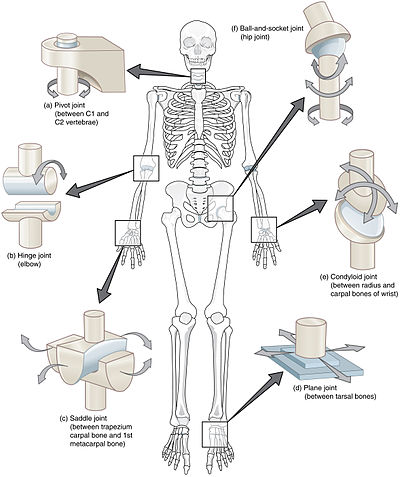 (a) Pivot joint
(between C1 and
C2 vertebrae)
(b) Hinge joint
(elbow)
(c) Saddle joint
(between trapezium
carpal bone and 1st
metacarpal bone)
(d) Plane joint
(between tarsal bones)
(e) Condyloid joint
(between radius and
carpal bones of wrist)
(f) Ball-and-socket joint
(hip joint)